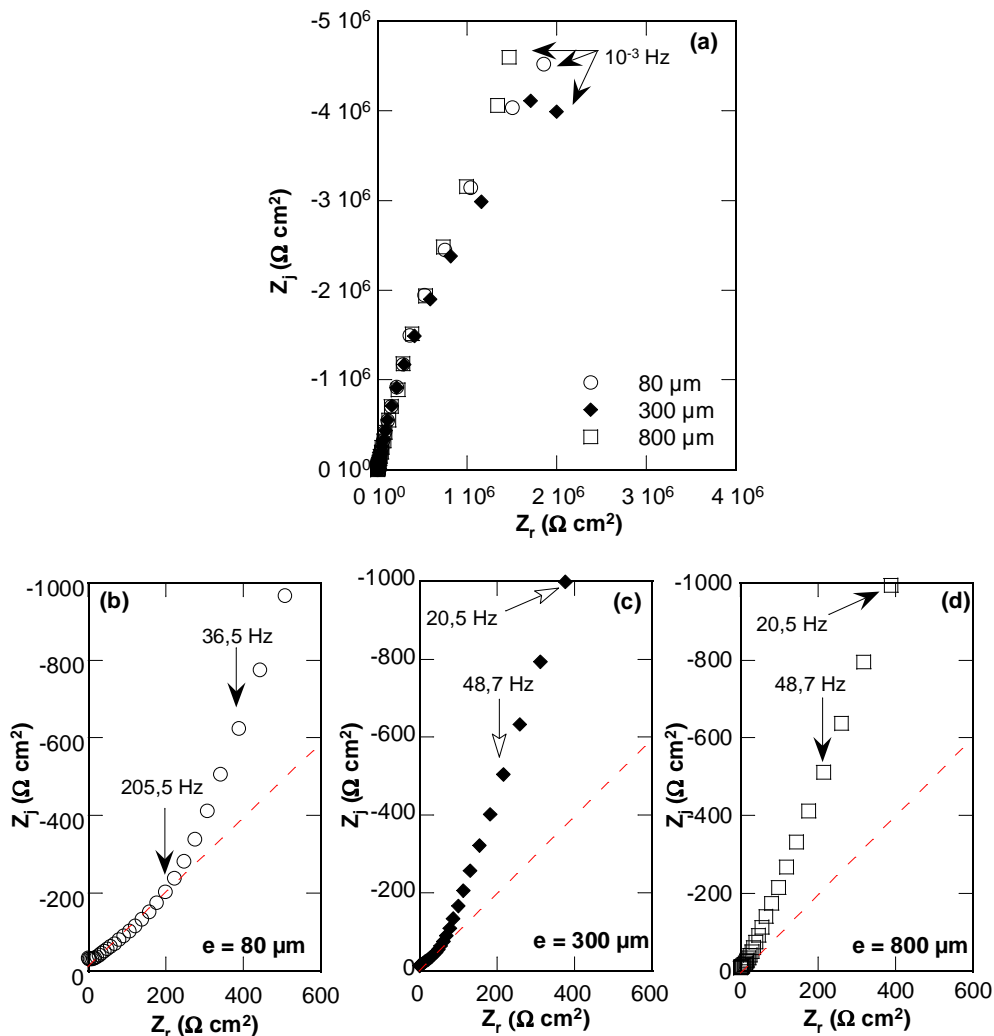 (a)
10⁻³ Hz
-5 10⁶
-4 10⁶
-3 10⁶
-2 10⁶
-1 10⁶
0 10⁰
Zⱼ (Ω cm²)
80 µm
300 µm
800 µm
0 10⁰ 1 10⁶ 2 10⁶ 3 10⁶ 4 10⁶
Zᵣ (Ω cm²)
(b)
36,5 Hz
205,5 Hz
e = 80 µm
-1000
-800
-600
-400
-200
0
Zⱼ (Ω cm²)
0 200 400 600
Zᵣ (Ω cm²)
(c)
20,5 Hz
48,7 Hz
e = 300 µm
-1000
-800
-600
-400
-200
0
Zⱼ (Ω cm²)
0 200 400 600
Zᵣ (Ω cm²)
(d)
20,5 Hz
48,7 Hz
e = 800 µm
-1000
-800
-600
-400
-200
0
Zⱼ (Ω cm²)
0 200 400 600
Zᵣ (Ω cm²)